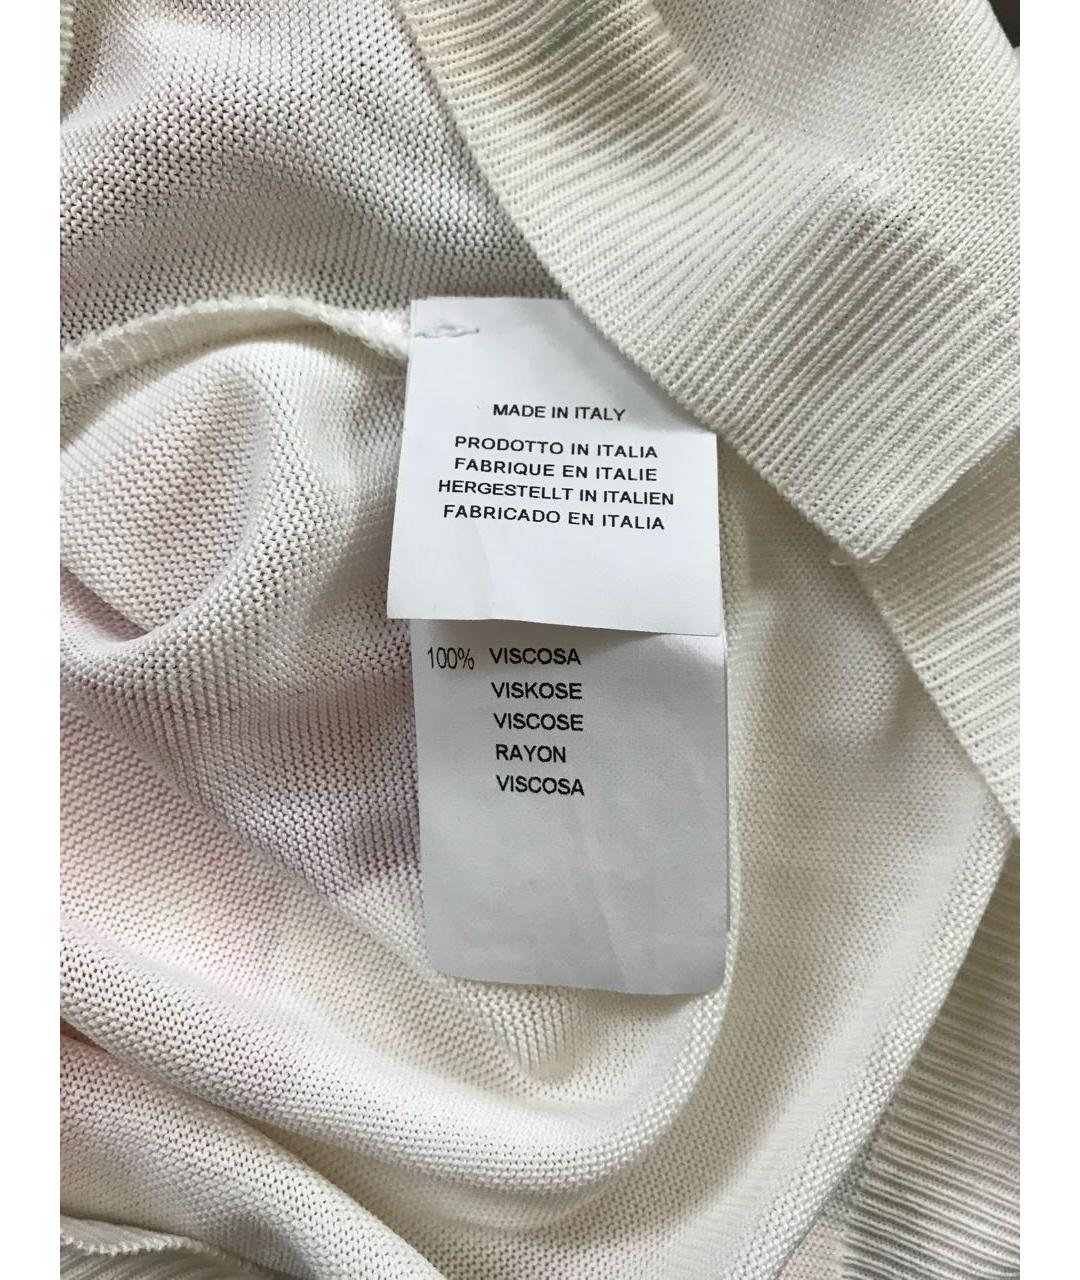 MADE IN ITALY
PRODOTTO IN ITALIA
FABRIQUE EN ITALIE
HERGESTELLT IN ITALIEN
FABRICADO EN ITALIA
100% VISCOSA
VISKOSE
VISCOSE
RAYON
VISCOSA